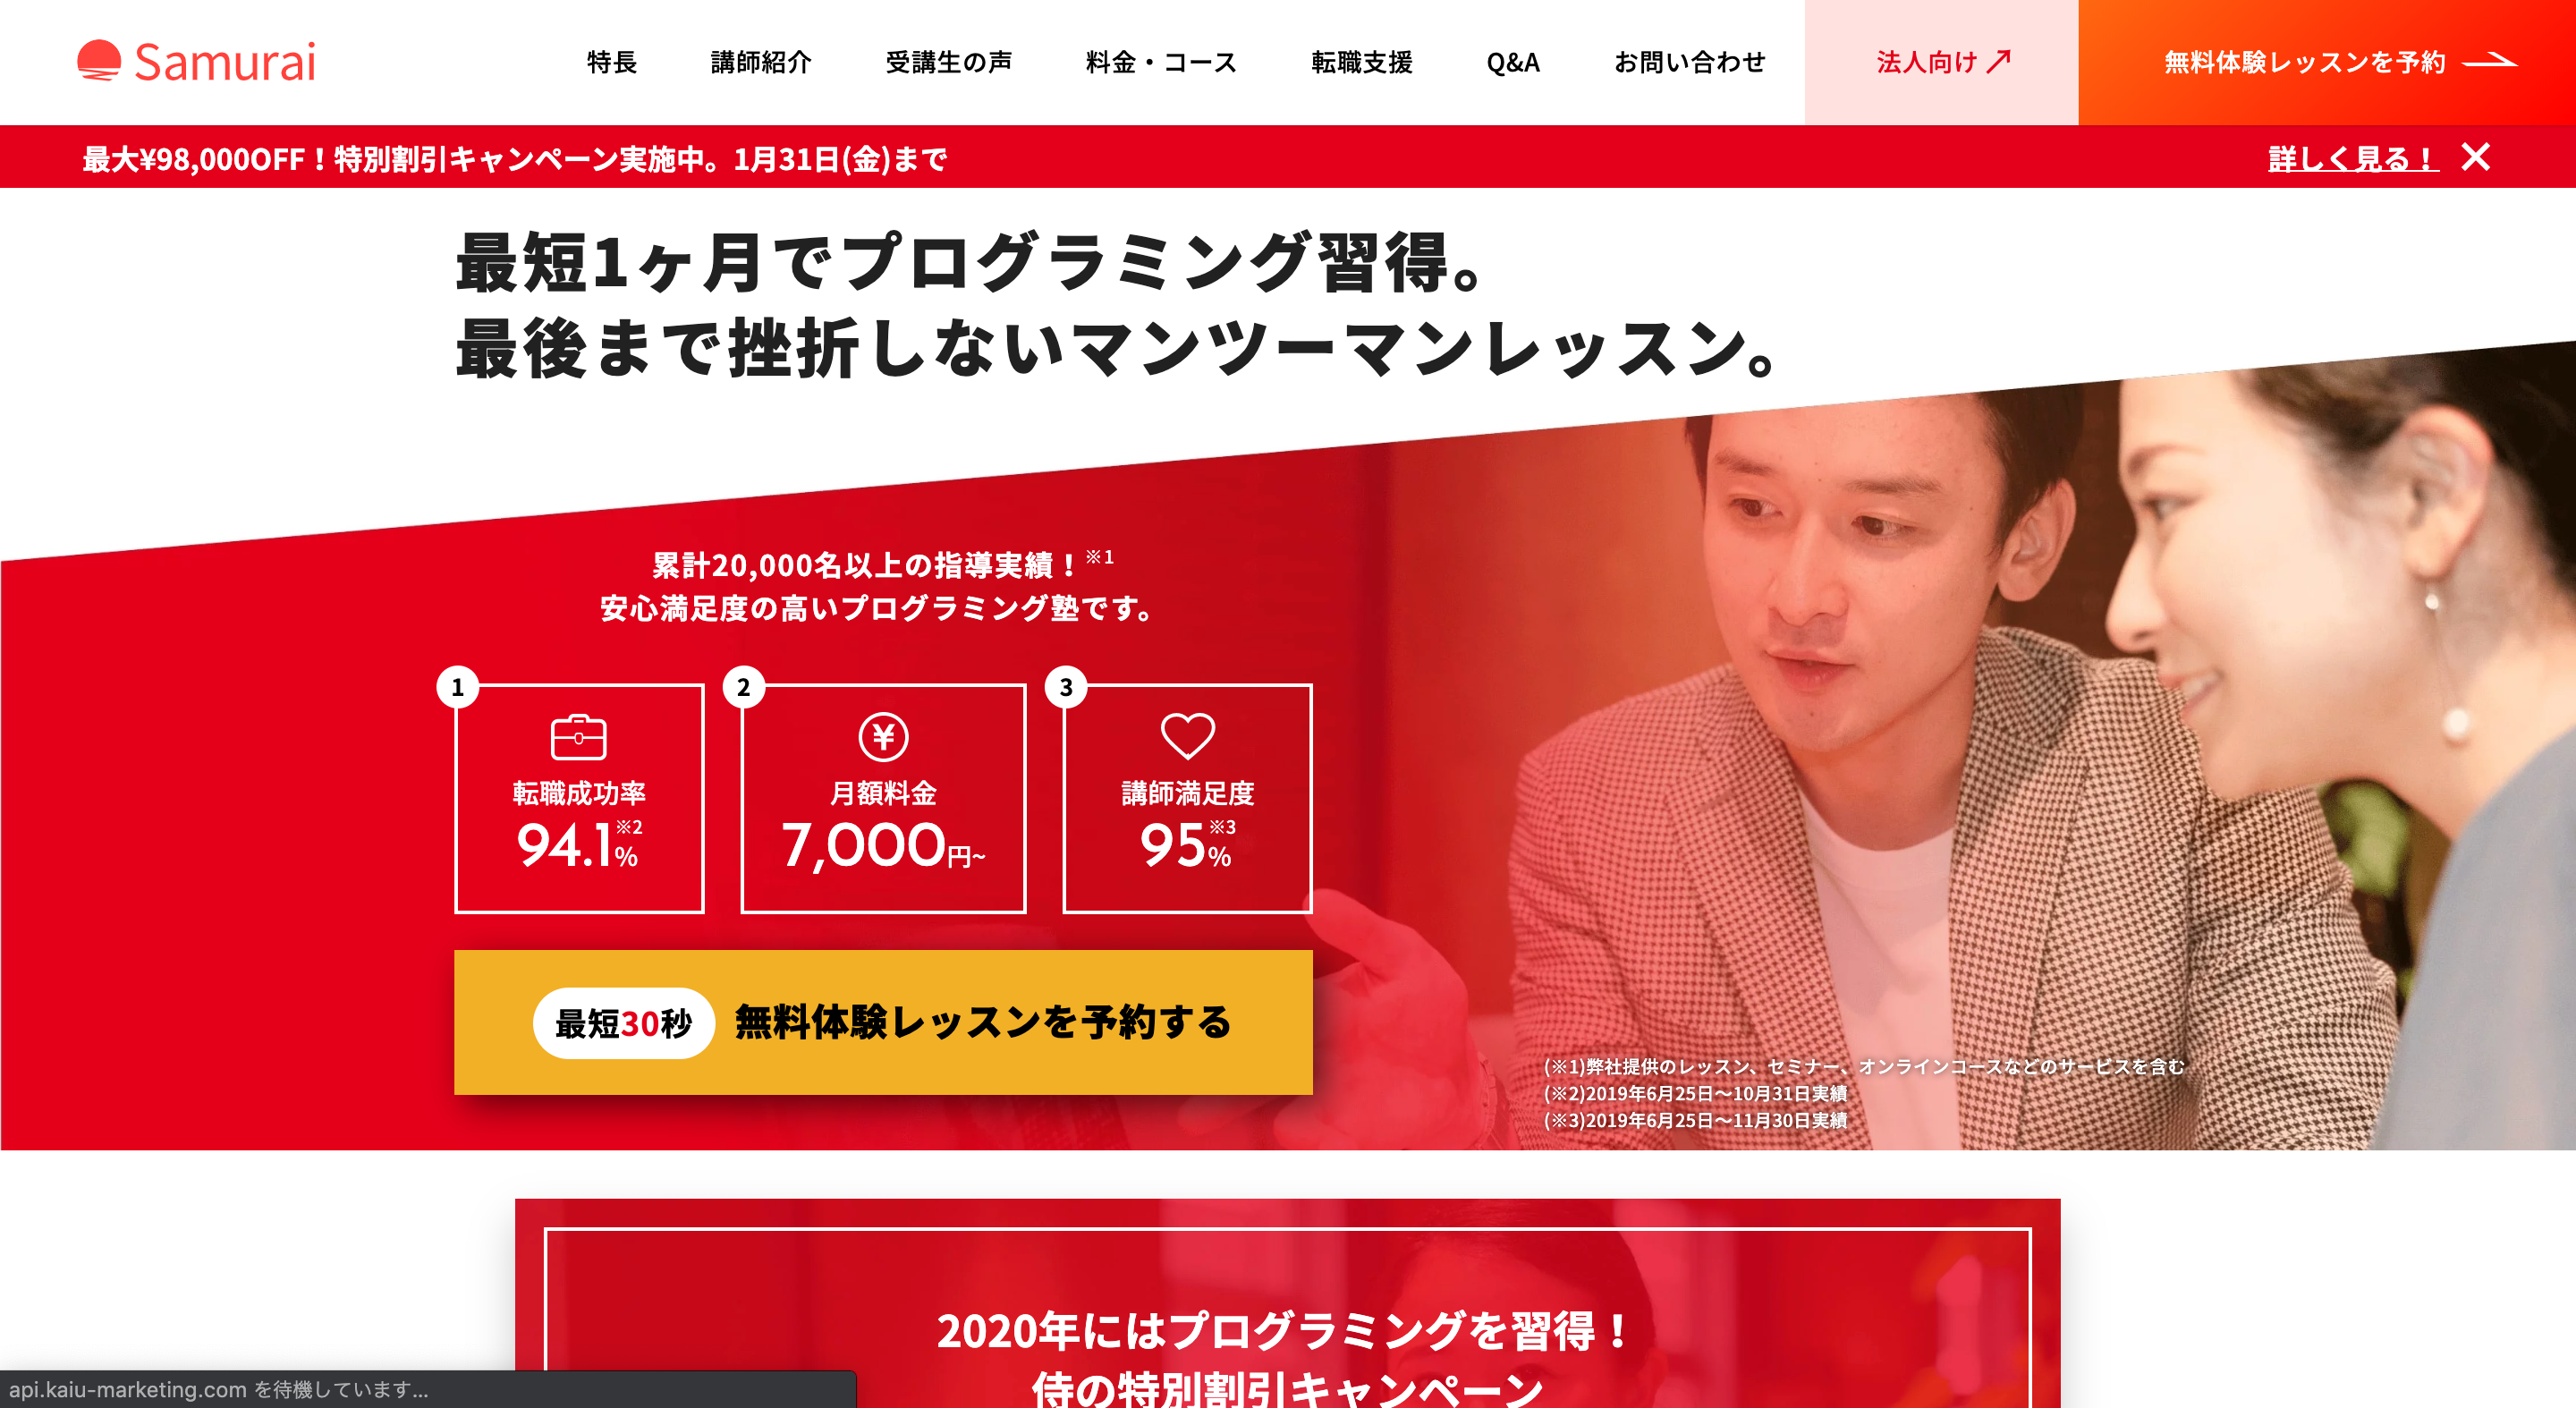 Samurai
特長
講師紹介
受講生の声
料金・コース
転職支援
Q&A
お問い合わせ
法人向け
無料体験レッスンを予約
最大¥98,000OFF！特別割引キャンペーン実施中。1月31日(金)まで
詳しく見る！
最短1ヶ月でプログラミング習得。
最後まで挫折しないマンツーマンレッスン。
累計20,000名以上の指導実績！※1
安心満足度の高いプログラミング塾です。
1
転職成功率
94.1%※2
2
¥
月額料金
7,000円~
3
講師満足度
95%※3
最短30秒 無料体験レッスンを予約する
(※1)弊社提供のレッスン、セミナー、オンラインコースなどのサービスを含む
(※2)2019年6月25日〜10月31日実績
(※3)2019年6月25日〜11月30日実績
2020年にはプログラミングを習得！
侍の特別割引キャンペーン
api.kaiu-marketing.com を待機しています...